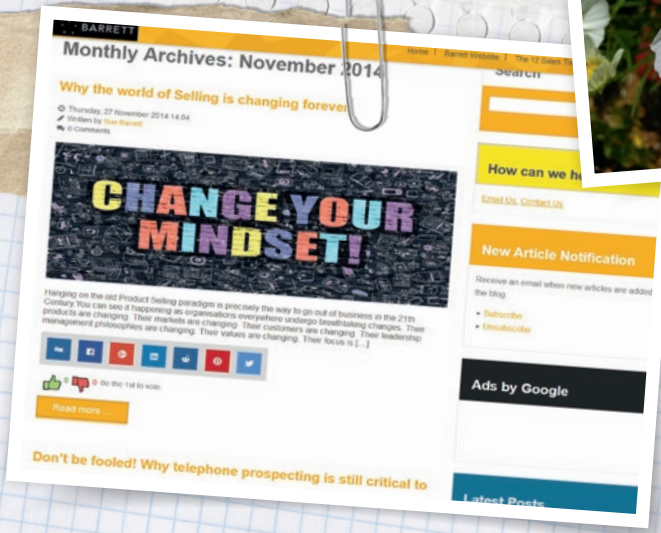 BARRETT
Home | Barrett Website | The 12 Sales
Monthly Archives: November 2014
Why the world of Selling is changing forever
Thursday, 27 November 2014 14:04
Written by Sue Barrett
0 Comments
CHANGE YOUR
MINDSET!
Hanging on the old Product Selling paradigm is precisely the way to go out of business in the 21th
Century.You can see it happening as organisations everywhere undergo breathtaking changes. Their
products are changing. Their markets are changing. Their customers are changing. Their leadership
management philosophies are changing. Their values are changing. Their focus is [...]
0 0 Be the 1st to vote.
Read more ...
Don't be fooled! Why telephone prospecting is still critical to
Search
How can we
Email Us, Contact Us
New Article Notification
Receive an email when new articles are added
the blog.
Subscribe
Unsubscribe
Ads by Google
Latest Posts